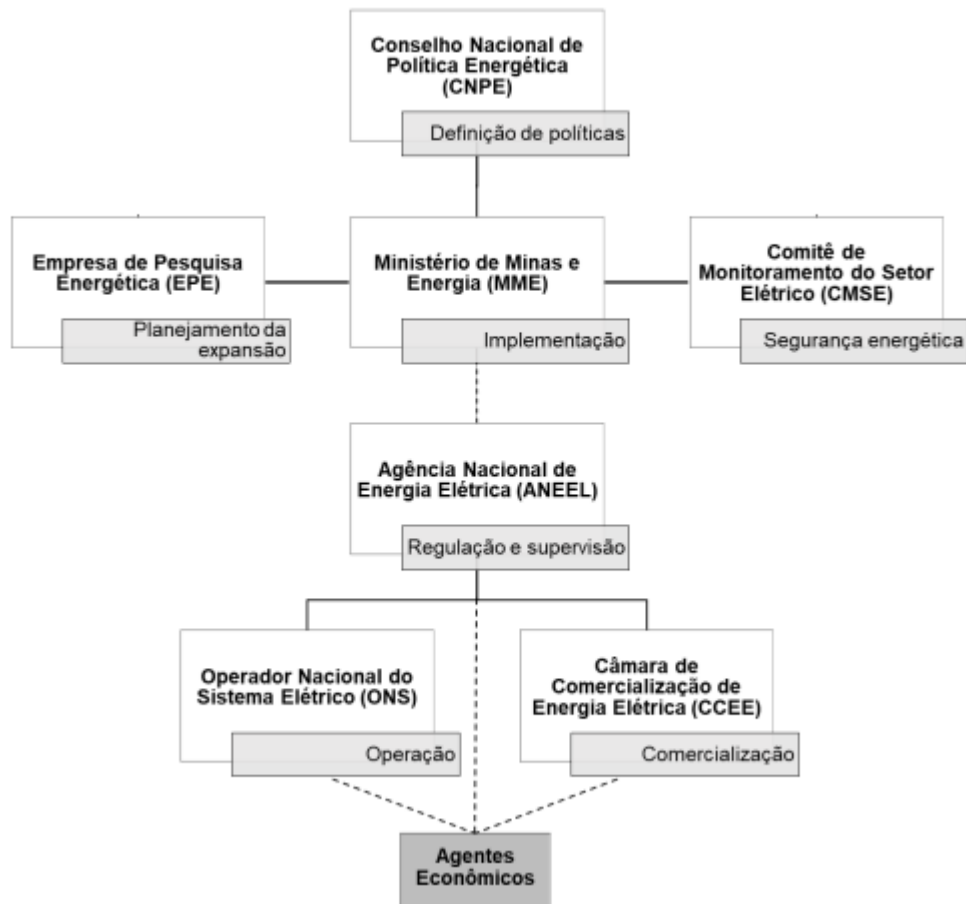 Conselho Nacional de
Política Energética
(CNPE)
Definição de políticas
Empresa de Pesquisa
Energética (EPE)
Planejamento da
expansão
Ministério de Minas e
Energia (MME)
Implementação
Comitê de
Monitoramento do Setor
Elétrico (CMSE)
Segurança energética
Agência Nacional de
Energia Elétrica (ANEEL)
Regulação e supervisão
Operador Nacional do
Sistema Elétrico (ONS)
Operação
Câmara de
Comercialização de
Energia Elétrica (CCEE)
Comercialização
Agentes
Econômicos